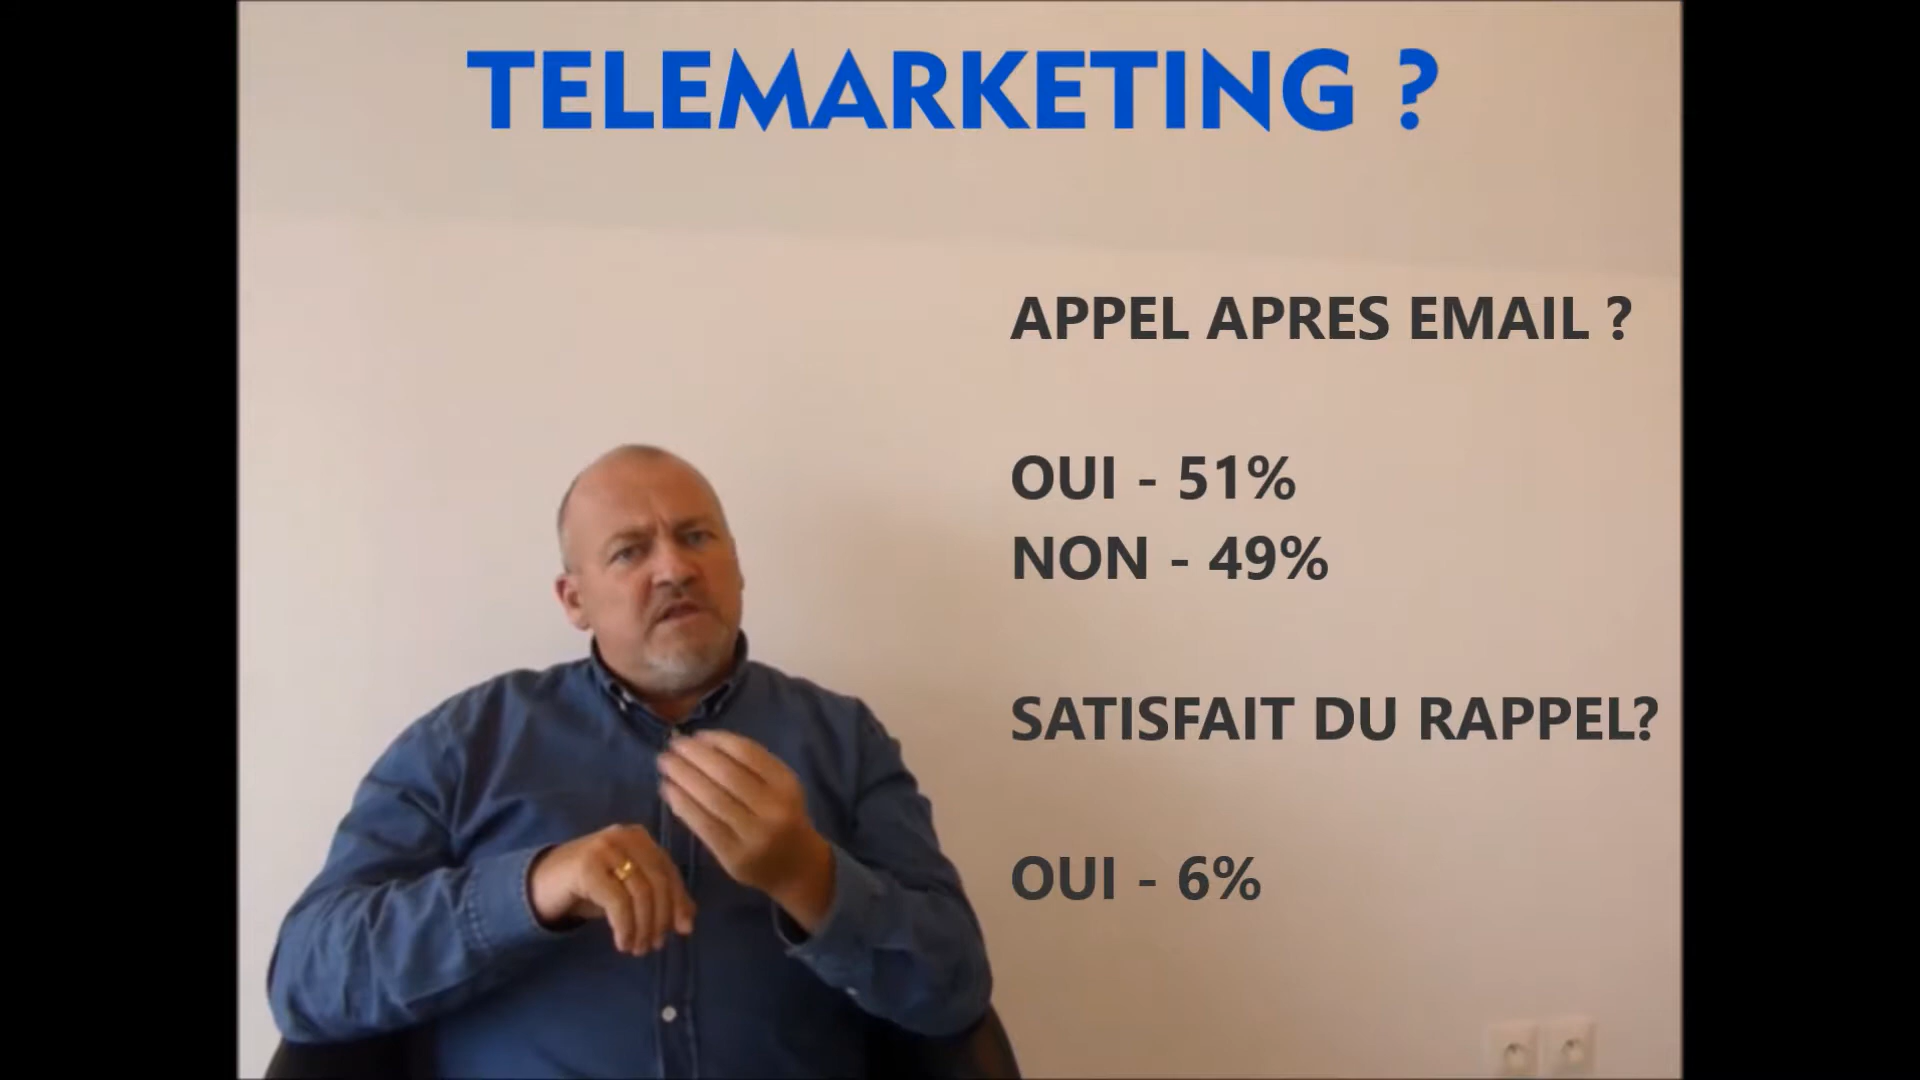 TELEMARKETING ?
APPEL APRES EMAIL ?
OUI - 51%
NON - 49%
SATISFAIT DU RAPPEL?
OUI - 6%